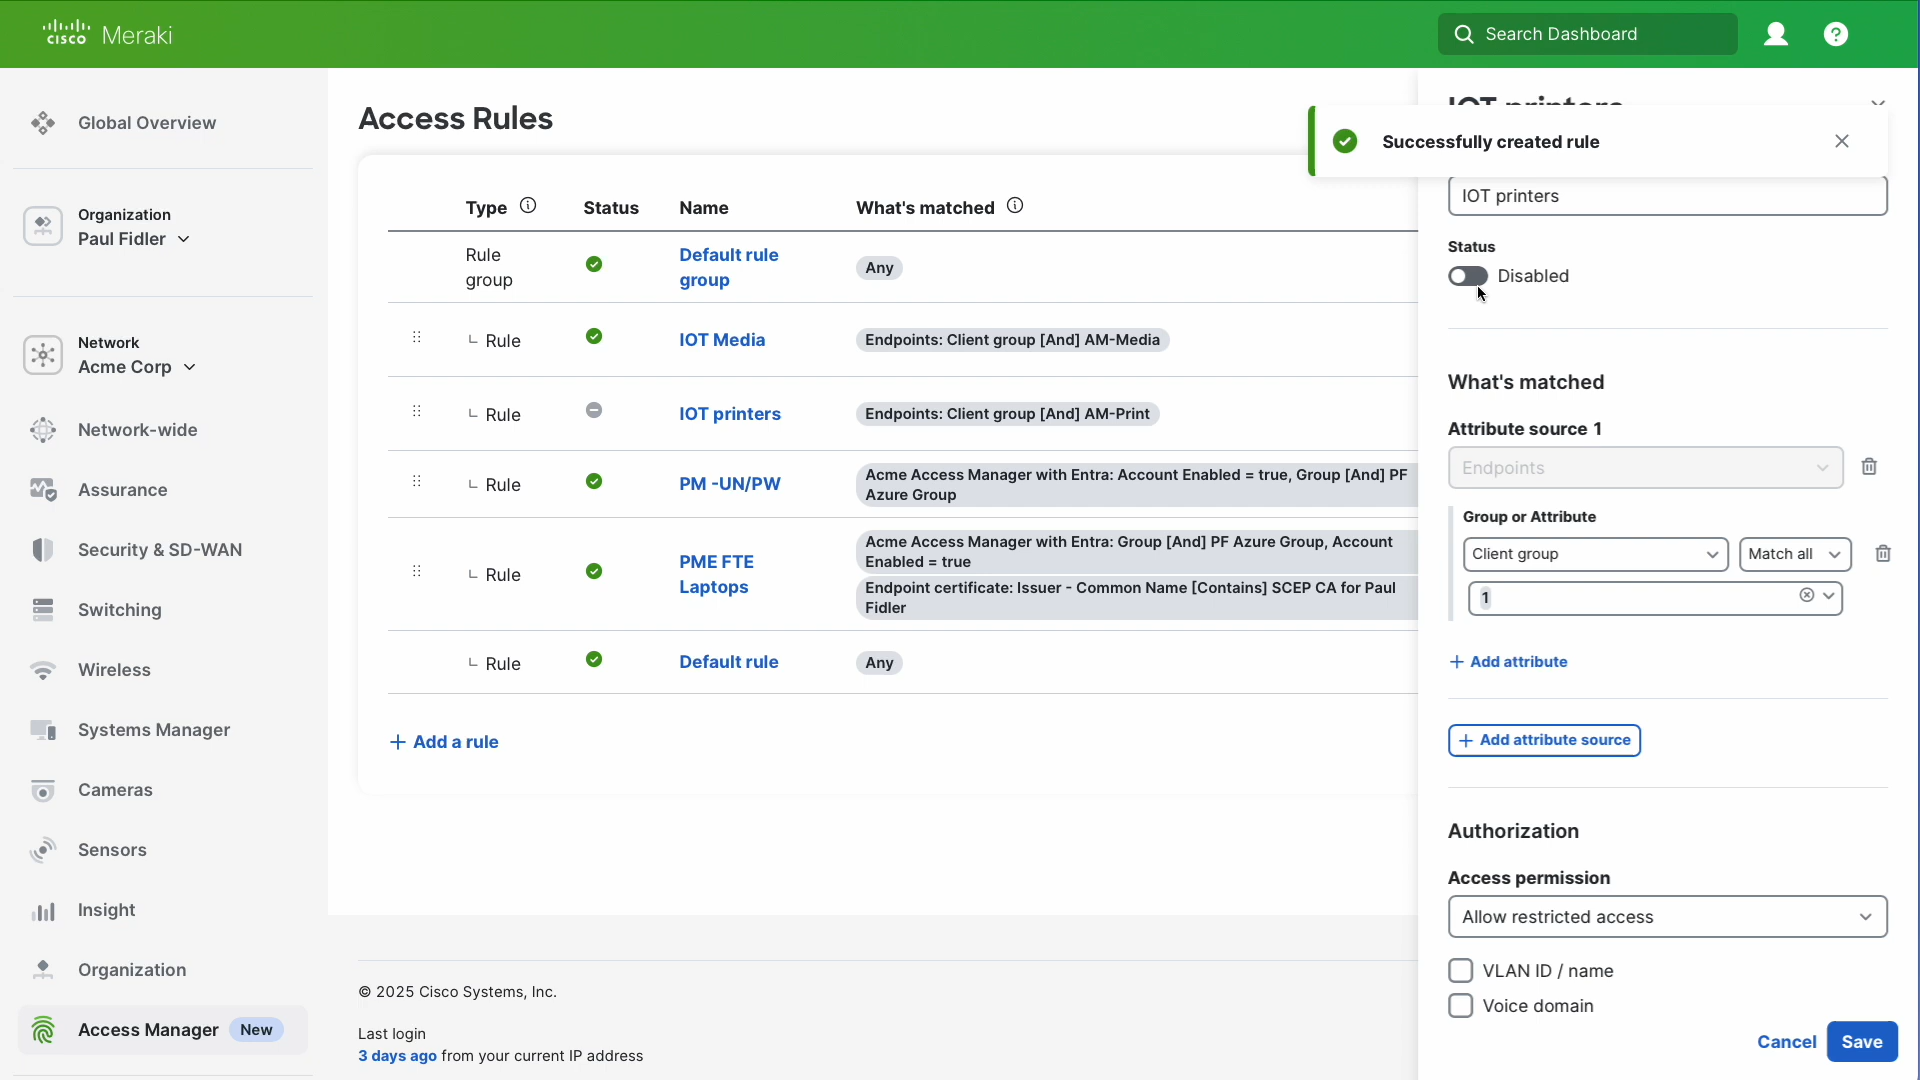 CISCO Meraki
Search Dashboard
Global Overview
Organization
Paul Fidler
Network
Acme Corp
Network-wide
Assurance
Security & SD-WAN
Switching
Wireless
Systems Manager
Cameras
Sensors
Insight
Organization
Access Manager New
Access Rules
Type Status Name What's matched
Rule
group
Default rule
group
Any
Rule IOT Media Endpoints: Client group [And] AM-Media
Rule IOT printers Endpoints: Client group [And] AM-Print
Rule PM -UN/PW
Acme Access Manager with Entra: Account Enabled = true, Group [And] PF
Azure Group
Rule
PME FTE
Laptops
Acme Access Manager with Entra: Group [And] PF Azure Group, Account
Enabled = true
Endpoint certificate: Issuer - Common Name [Contains] SCEP CA for Paul
Fidler
Rule Default rule Any
+ Add a rule
© 2025 Cisco Systems, Inc.
Last login
3 days ago from your current IP address
IOT printers
Successfully created rule
IOT printers
Status
Disabled
What's matched
Attribute source 1
Endpoints
Group or Attribute
Client group Match all
1
+ Add attribute
+ Add attribute source
Authorization
Access permission
Allow restricted access
VLAN ID / name
Voice domain
Cancel Save